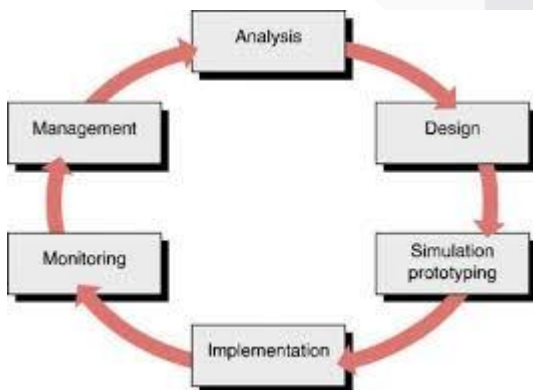 Analysis
Design
Simulation
prototyping
Implementation
Monitoring
Management